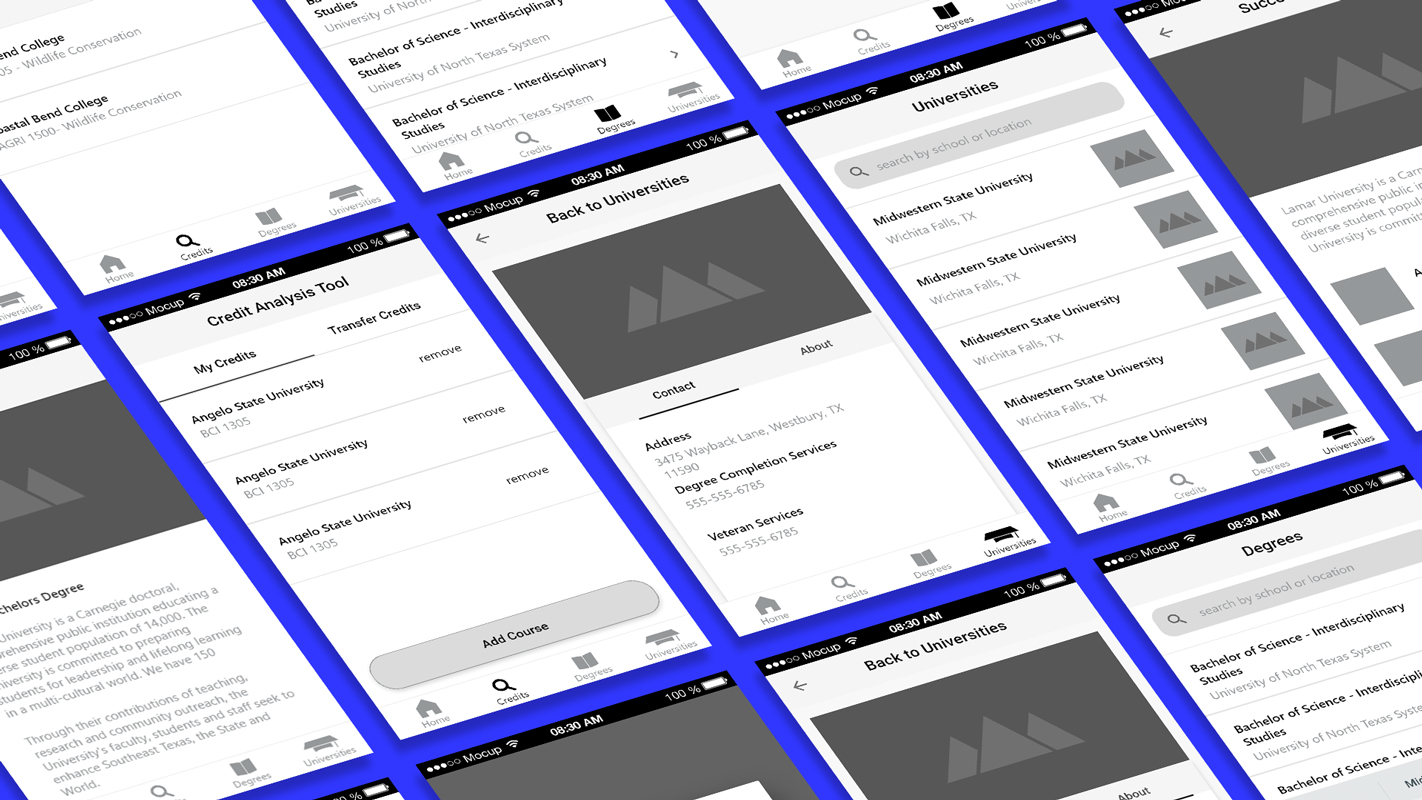 end College
05 - Wildlife Conservation
oastal Bend College
AGRI 1500- Wildlife Conservation
Home
Credits
Degrees
Universities
Studies
University of North
Bachelor of Science - Interdisciplinary
Studies
University of North Texas System
Bachelor of Science - Interdisciplinary
Studies
University of North Texas System
Home
Credits
Degrees
Universities
Home
Credits
Degrees
Mocup 08:30 AM 100 %
Universities
search by school or location
Midwestern State University
Wichita Falls, TX
Midwestern State University
Wichita Falls, TX
Midwestern State University
Wichita Falls, TX
Midwestern State University
Wichita Falls, TX
Midwestern State University
Wichita Falls, TX
Home
Credits
Degrees
Universities
Succ
Lamar University is a Carne
comprehensive public i
diverse student popul
University is commi
Mocup 08:30 AM 100 %
Back to Universities
Contact
About
Address
3475 Wayback Lane, Westbury, TX
11590
Degree Completion Services
555-555-6785
Veteran Services
555-555-6785
Home
Credits
Degrees
Universities
Mocup 08:30 AM 100 %
Credit Analysis Tool
My Credits
Transfer Credits
Angelo State University
BCI 1305
remove
Angelo State University
BCI 1305
remove
Angelo State University
BCI 1305
remove
Add Course
Home
Credits
Degrees
Universities
niversities
100 %
chelors Degree
University is a Carnegie doctoral,
prehensive public institution educating a
erse student population of 14,000. The
niversity is committed to preparing
students for leadership and lifelong learning
in a multi-cultural world. We have 150
Through their contributions of teaching,
research and community outreach, the
University's faculty, students and staff seek to
enhance Southeast Texas, the State and
World.
Degrees
Universities
100 %
Mocup 08:30 AM 100 %
Mocup 08:30 AM 100 %
Back to Universities
About
Mocup 08:30 AM 100 %
Degrees
search by school or location
Bachelor of Science - Interdisciplinary
Studies
University of North Texas System
Bachelor of Science - Interdiscipli
Studies
University of North Texas Syste
Bachelor of Science - Int